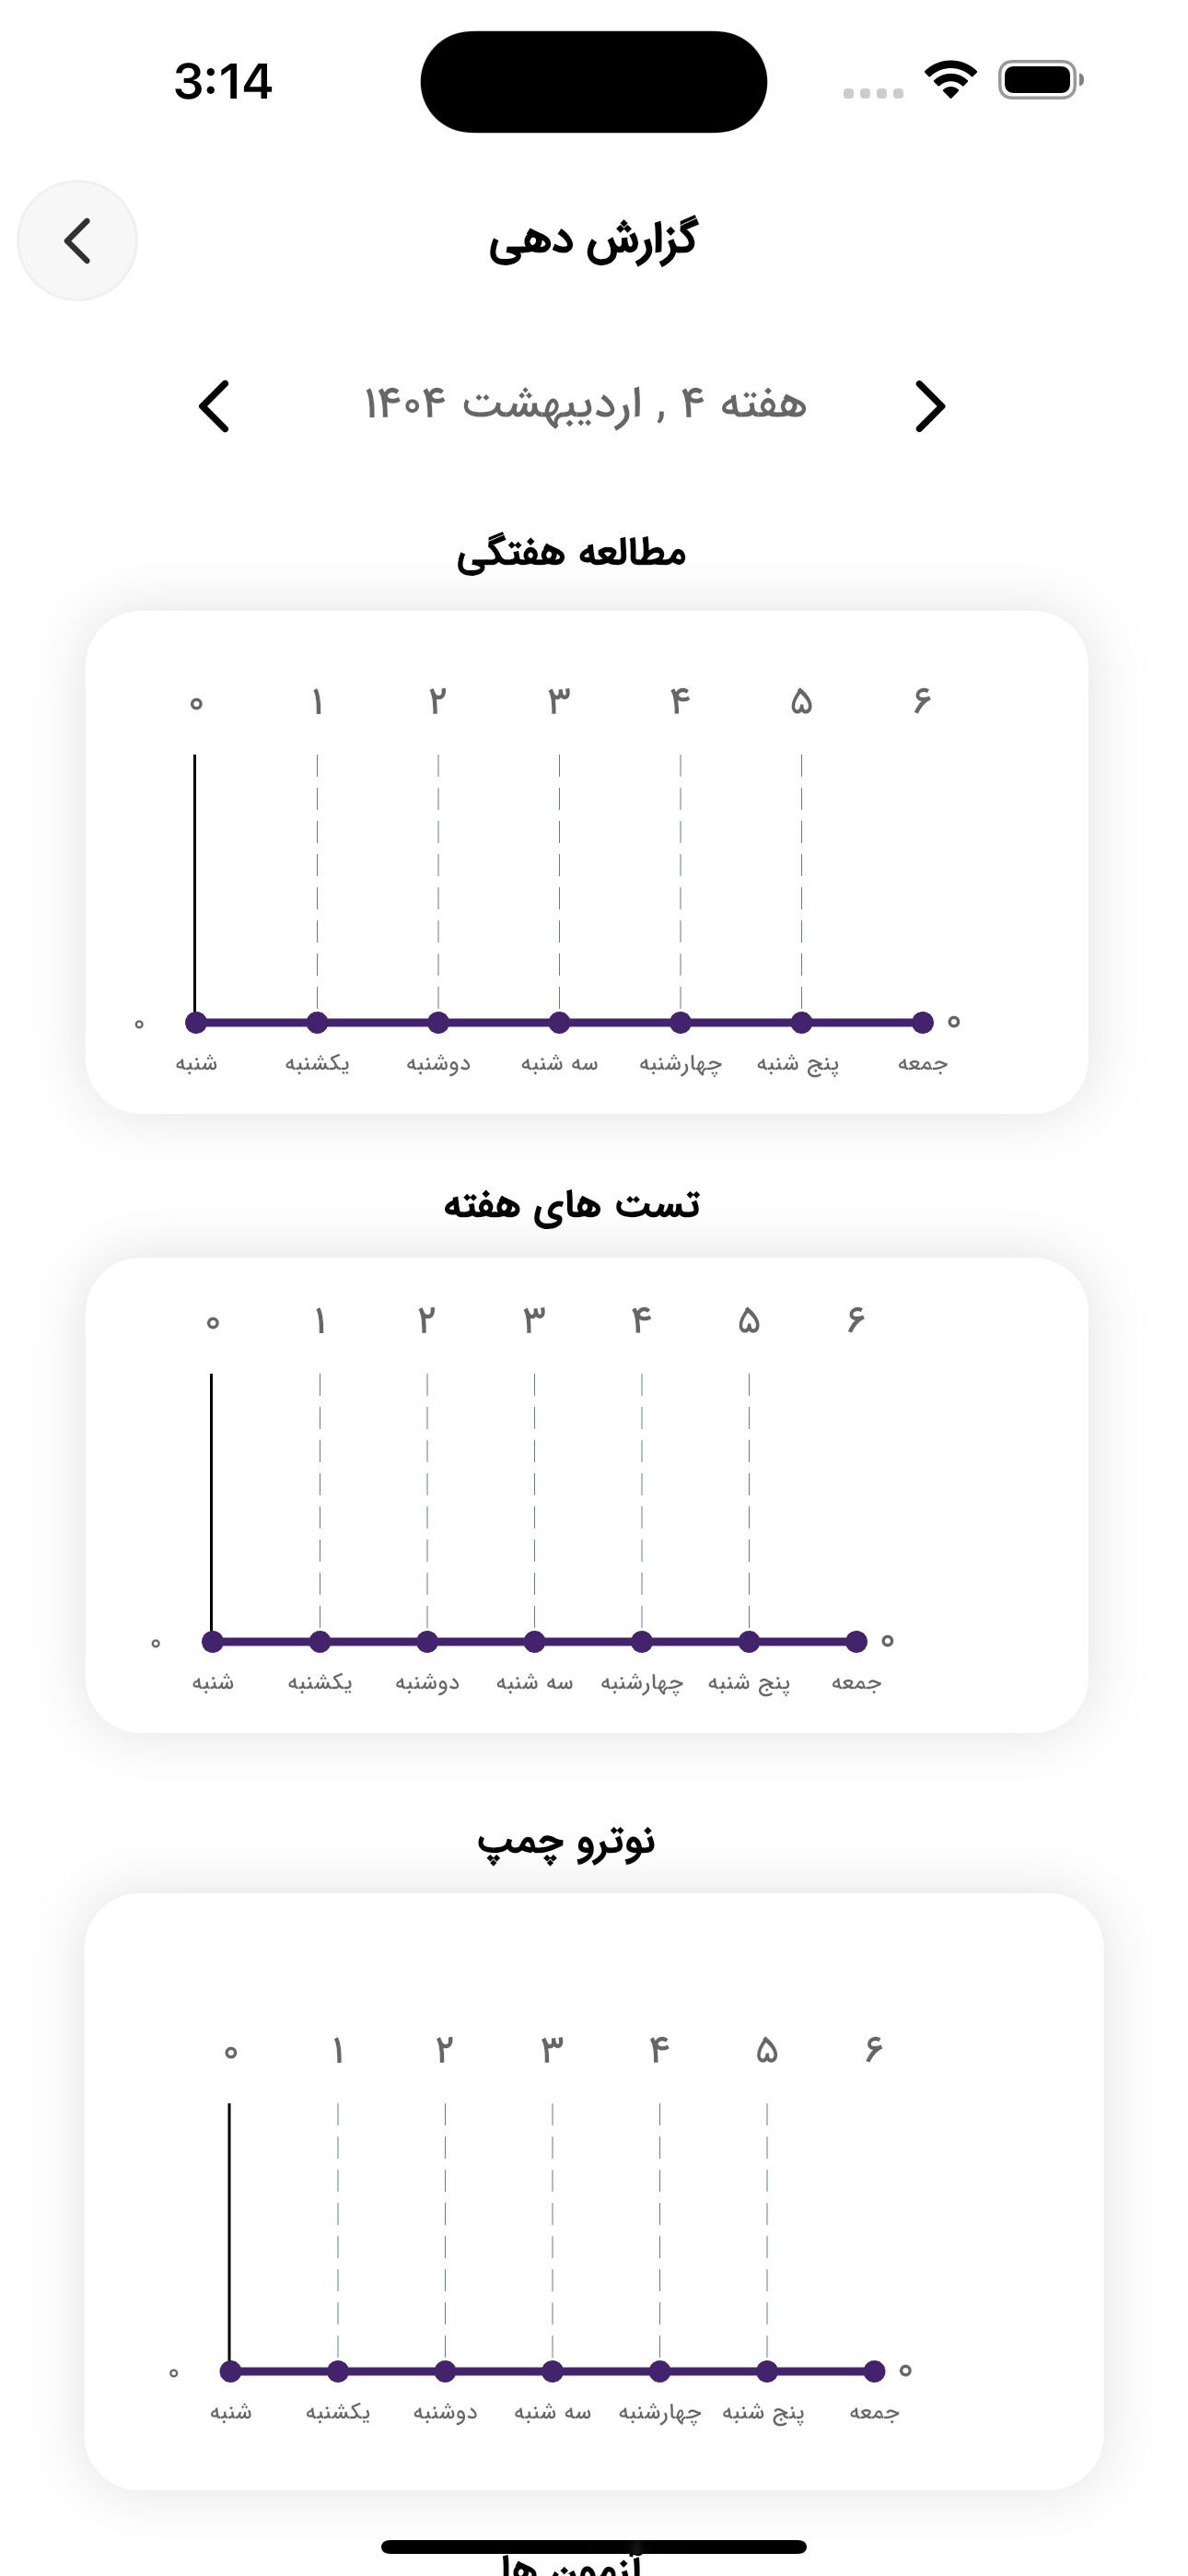 3:14
گزارش دهی
هفته ۴ , اردیبهشت ۱۴۰۴
مطالعه هفتگی
۰ ۱ ۲ ۳ ۴ ۵ ۶
۰ ۰
شنبه یکشنبه دوشنبه سه شنبه چهارشنبه پنج شنبه جمعه
تست های هفته
۰ ۱ ۲ ۳ ۴ ۵ ۶
۰ ۰
شنبه یکشنبه دوشنبه سه شنبه چهارشنبه پنج شنبه جمعه
نوترو چمپ
۰ ۱ ۲ ۳ ۴ ۵ ۶
۰ ۰
شنبه یکشنبه دوشنبه سه شنبه چهارشنبه پنج شنبه جمعه
آزمون ها